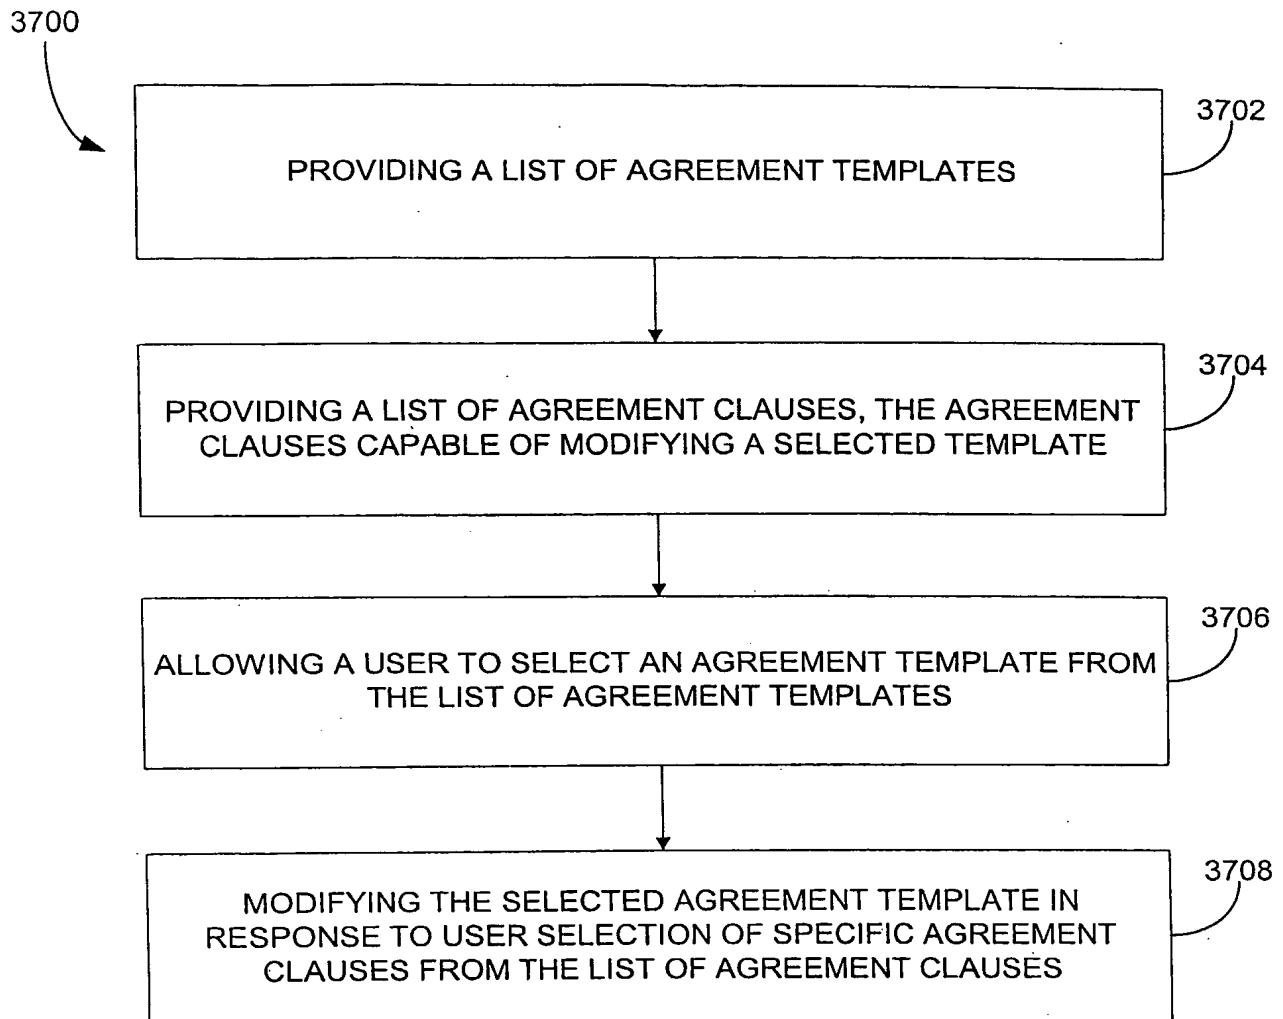 3700
3702
PROVIDING A LIST OF AGREEMENT TEMPLATES
3704
PROVIDING A LIST OF AGREEMENT CLAUSES, THE AGREEMENT
CLAUSES CAPABLE OF MODIFYING A SELECTED TEMPLATE
3706
ALLOWING A USER TO SELECT AN AGREEMENT TEMPLATE FROM
THE LIST OF AGREEMENT TEMPLATES
3708
MODIFYING THE SELECTED AGREEMENT TEMPLATE IN
RESPONSE TO USER SELECTION OF SPECIFIC AGREEMENT
CLAUSES FROM THE LIST OF AGREEMENT CLAUSES